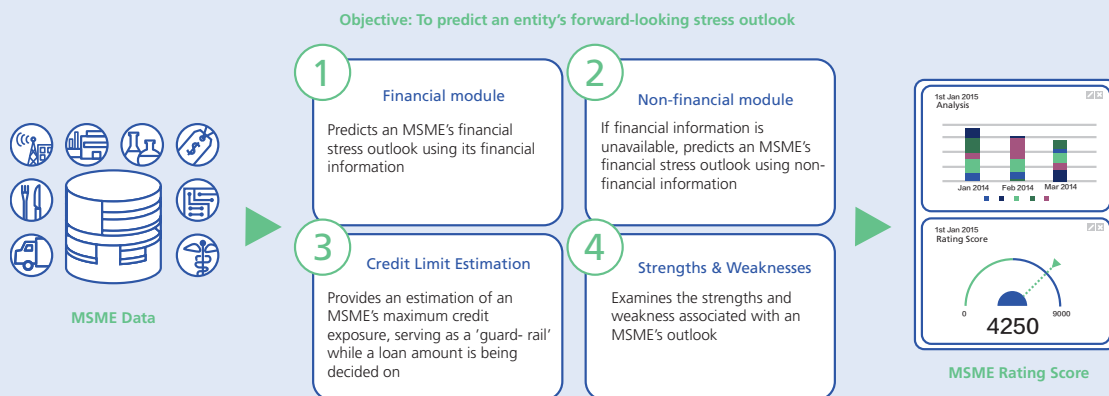 Objective: To predict an entity’s forward-looking stress outlook
MSME Data
1
Financial module
Predicts an MSME’s financial
stress outlook using its financial
information
2
Non-financial module
If financial information is
unavailable, predicts an MSME’s
financial stress outlook using non-
financial information
3
Credit Limit Estimation
Provides an estimation of an
MSME’s maximum credit
exposure, serving as a ‘guard- rail’
while a loan amount is being
decided on
4
Strengths & Weaknesses
Examines the strengths and
weakness associated with an
MSME’s outlook
1st Jan 2015
Analysis
Jan 2014 Feb 2014 Mar 2014
1st Jan 2015
Rating Score
0 9000
4250
MSME Rating Score